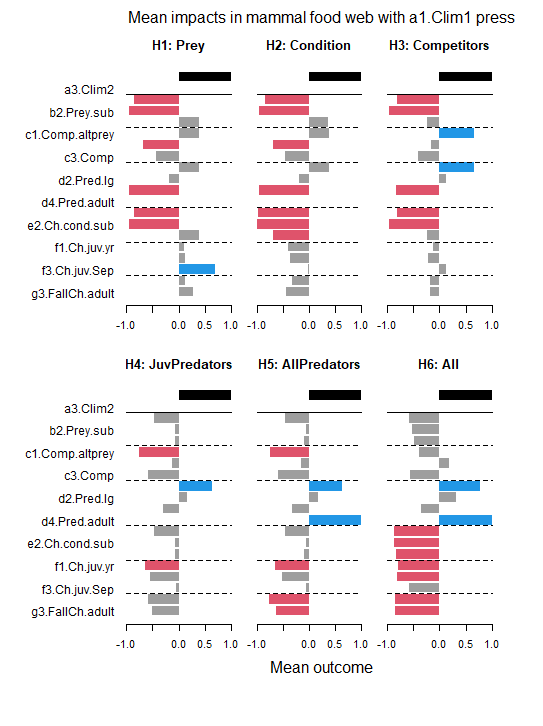 Mean impacts in mammal food web with a1.Clim1 press
H1: Prey
H2: Condition
H3: Competitors
a3.Clim2
b2.Prey.sub
c1.Comp.altprey
c3.Comp
d2.Pred.lg
d4.Pred.adult
e2.Ch.cond.sub
f1.Ch.juv.yr
f3.Ch.juv.Sep
g3.FallCh.adult
-1.0 0.0 0.5 1.0
-1.0 0.0 0.5 1.0
-1.0 0.0 0.5 1.0
H4: JuvPredators
H5: AllPredators
H6: All
a3.Clim2
b2.Prey.sub
c1.Comp.altprey
c3.Comp
d2.Pred.lg
d4.Pred.adult
e2.Ch.cond.sub
f1.Ch.juv.yr
f3.Ch.juv.Sep
g3.FallCh.adult
-1.0 0.0 0.5 1.0
-1.0 0.0 0.5 1.0
-1.0 0.0 0.5 1.0
Mean outcome